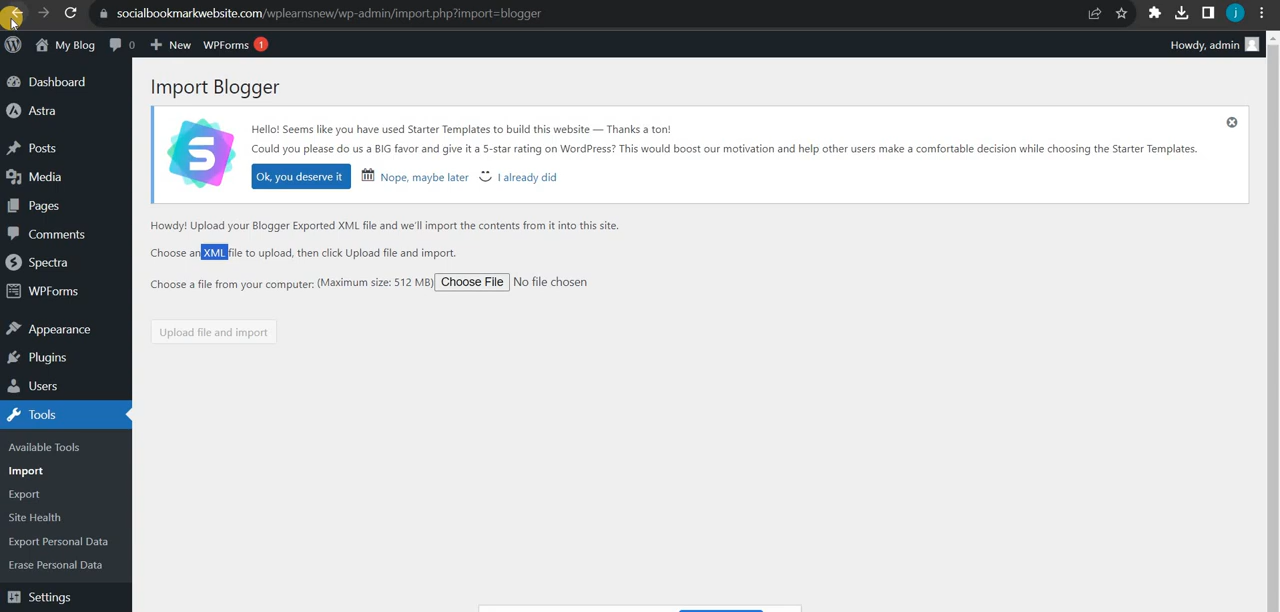 socialbookmarkwebsite.com/wplearnsnew/wp-admin/import.php?import=blogger
j
My Blog 0 New WPForms 1 Howdy, admin
Dashboard
Astra
Posts
Media
Pages
Comments
Spectra
WPForms
Appearance
Plugins
Users
Tools
Available Tools
Import
Export
Site Health
Export Personal Data
Erase Personal Data
Settings
Import Blogger
S
Hello! Seems like you have used Starter Templates to build this website — Thanks a ton!
Could you please do us a BIG favor and give it a 5-star rating on WordPress? This would boost our motivation and help other users make a comfortable decision while choosing the Starter Templates.
Ok, you deserve it Nope, maybe later I already did
Howdy! Upload your Blogger Exported XML file and we'll import the contents from it into this site.
Choose an XML file to upload, then click Upload file and import.
Choose a file from your computer: (Maximum size: 512 MB) Choose File No file chosen
Upload file and import